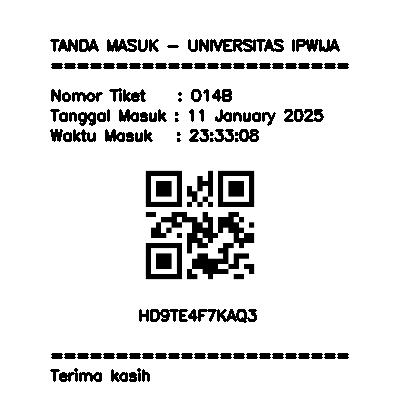 TANDA MASUK - UNIVERSITAS IPWIJA
========================
Nomor Tiket : 014B
Tanggal Masuk : 11 January 2025
Waktu Masuk : 23:33:08
HD9TE4F7KAQ3
========================
Terima kasih